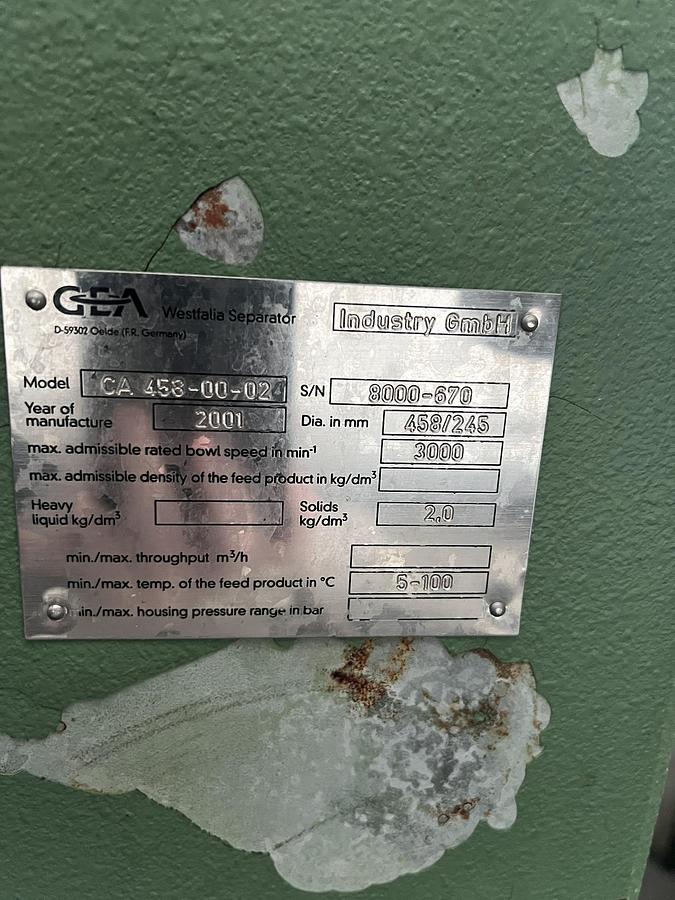 GEA Westfalia Separator Industry GmbH
D-59302 Oelde (F.R. Germany)
Model CA 458-00-02 S/N 8000-670
Year of manufacture 2001 Dia. in mm 458/245
max. admissible rated bowl speed in min⁻¹ 3000
max. admissible density of the feed product in kg/dm³
Heavy liquid kg/dm³ Solids kg/dm³ 2,0
min./max. throughput m³/h
min./max. temp. of the feed product in °C 5-100
in./max. housing pressure range in bar